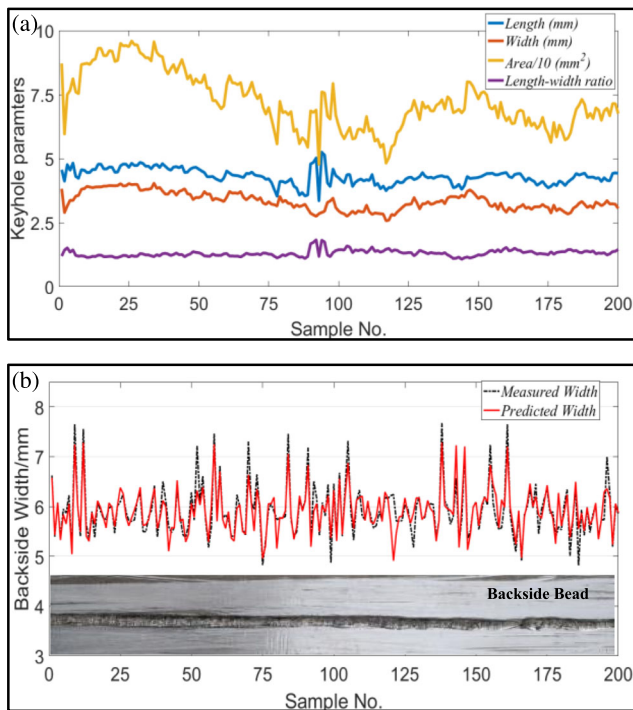 (a)
10
7.5
5
2.5
0
Keyhole paramters
Length (mm)
Width (mm)
Area/10 (mm²)
Length-width ratio
0 25 50 75 100 125 150 175 200
Sample No.
(b)
8
7
6
5
4
3
Backside Width/mm
Measured Width
Predicted Width
Backside Bead
0 25 50 75 100 125 150 175 200
Sample No.